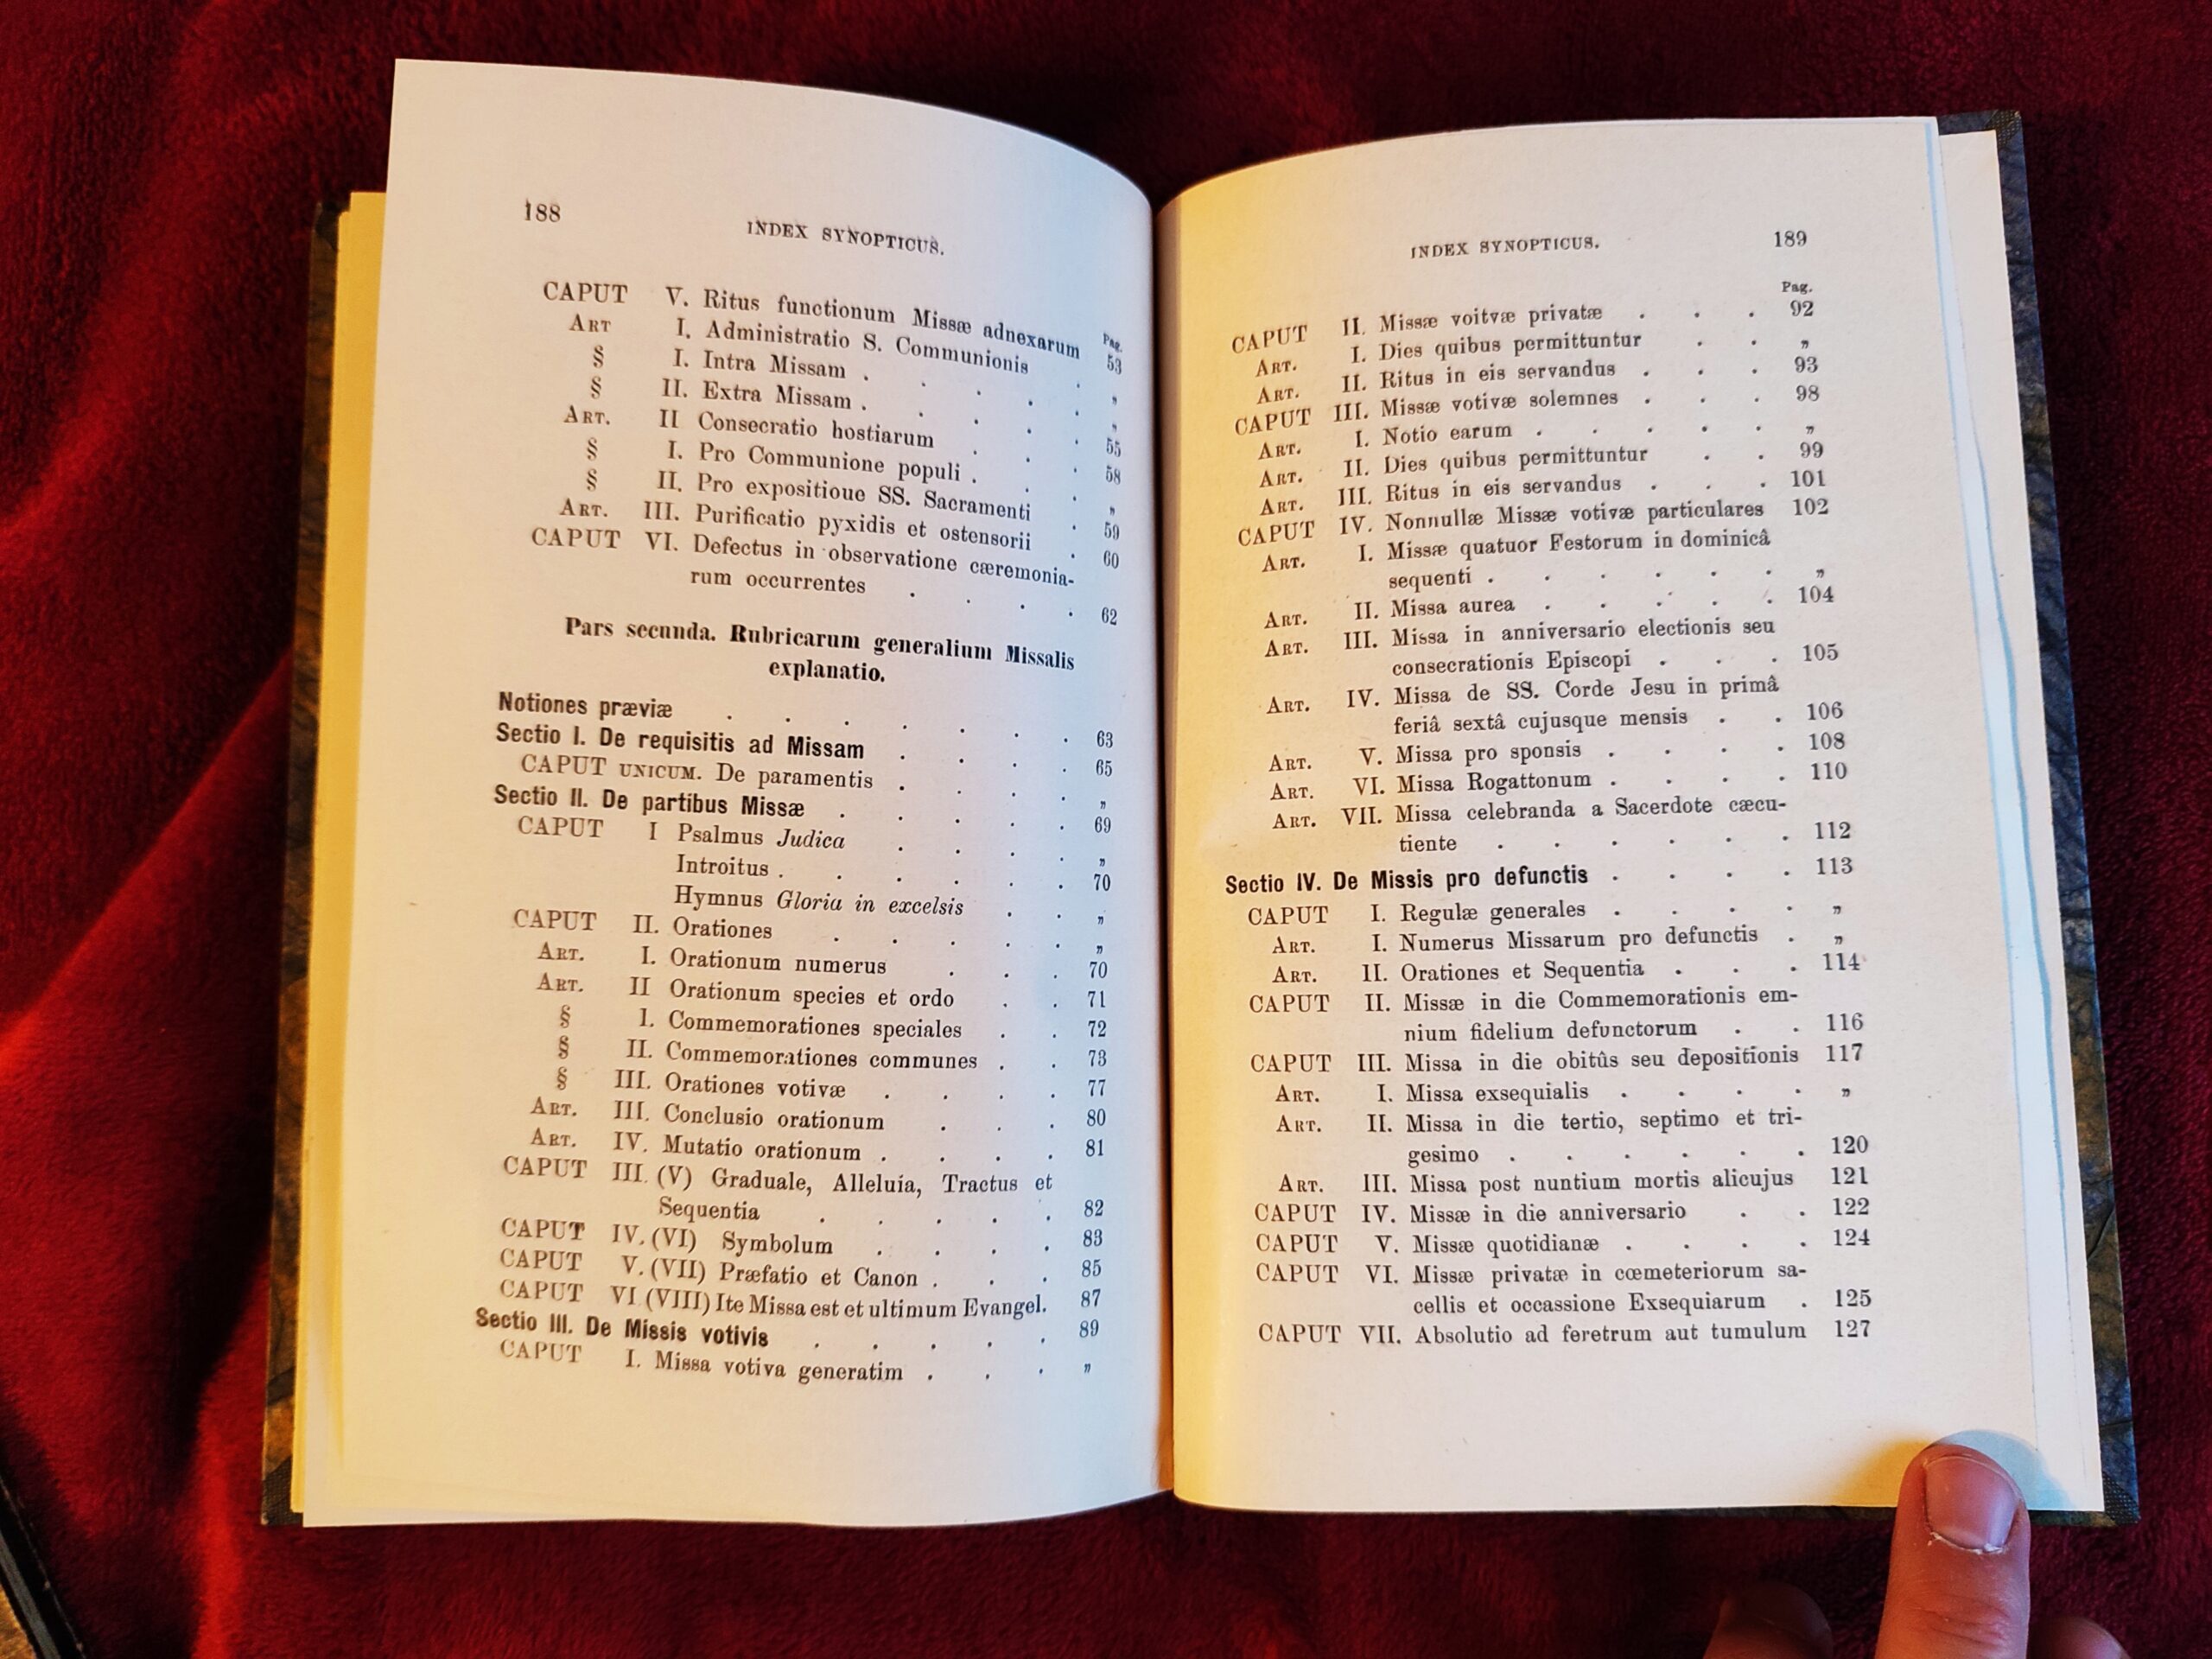 188
INDEX SYNOPTICUS.
Pag.
CAPUT V. Ritus functionum Missæ adnexarum 53
ART I. Administratio S. Communionis . „
§ I. Intra Missam . . . . . „
§ II. Extra Missam . . . . . 55
ART. II Consecratio hostiarum . . . 58
§ I. Pro Communione populi . . . „
§ II. Pro expositioue SS. Sacramenti . 59
ART. III. Purificatio pyxidis et ostensorii . 60
CAPUT VI. Defectus in observatione cæremonia-
rum occurrentes . . . . 62
Pars secunda. Rubricarum generalium Missalis
explanatio.
Notiones præviæ . . . . . . . 63
Sectio I. De requisitis ad Missam . . . . 65
CAPUT UNICUM. De paramentis . . . . „
Sectio II. De partibus Missæ . . . . . 69
CAPUT I Psalmus Judica . . . . „
Introitus . . . . . . 70
Hymnus Gloria in excelsis . . „
CAPUT II. Orationes . . . . . „
ART. I. Orationum numerus . . . 70
ART. II Orationum species et ordo . . 71
§ I. Commemorationes speciales . . 72
§ II. Commemorationes communes . . 73
§ III. Orationes votivæ . . . . 77
ART. III. Conclusio orationum . . . 80
ART. IV. Mutatio orationum . . . . 81
CAPUT III. (V) Graduale, Alleluia, Tractus et
Sequentia . . . . . 82
CAPUT IV. (VI) Symbolum . . . . 83
CAPUT V. (VII) Præfatio et Canon . . . 85
CAPUT VI (VIII) Ite Missa est et ultimum Evangel. 87
Sectio III. De Missis votivis . . . . . 89
CAPUT I. Missa votiva generatim . . . „
INDEX SYNOPTICUS. 189
Pag.
CAPUT II. Missæ voitvæ privatæ . . . 92
ART. I. Dies quibus permittuntur . . „
ART. II. Ritus in eis servandus . . . 93
CAPUT III. Missæ votivæ solemnes . . . 98
ART. I. Notio earum . . . . . „
ART. II. Dies quibus permittuntur . . 99
ART. III. Ritus in eis servandus . . . 101
CAPUT IV. Nonnullæ Missæ votivæ particulares 102
ART. I. Missæ quatuor Festorum in dominicâ
sequenti . . . . . . „
ART. II. Missa aurea . . . . . 104
ART. III. Missa in anniversario electionis seu
consecrationis Episcopi . . . 105
ART. IV. Missa de SS. Corde Jesu in primâ
feriâ sextâ cujusque mensis . . 106
ART. V. Missa pro sponsis . . . . 108
ART. VI. Missa Rogattonum . . . . 110
ART. VII. Missa celebranda a Sacerdote cæcu-
tiente . . . . . . 112
Sectio IV. De Missis pro defunctis . . . . 113
CAPUT I. Regulæ generales . . . . „
ART. I. Numerus Missarum pro defunctis . „
ART. II. Orationes et Sequentia . . . 114
CAPUT II. Missæ in die Commemorationis em-
nium fidelium defunctorum . . 116
CAPUT III. Missa in die obitûs seu depositionis 117
ART. I. Missa exsequialis . . . . „
ART. II. Missa in die tertio, septimo et tri-
gesimo . . . . . . 120
ART. III. Missa post nuntium mortis alicujus 121
CAPUT IV. Missæ in die anniversario . . 122
CAPUT V. Missæ quotidianæ . . . . 124
CAPUT VI. Missæ privatæ in cœmeteriorum sa-
cellis et occassione Exsequiarum . 125
CAPUT VII. Absolutio ad feretrum aut tumulum 127